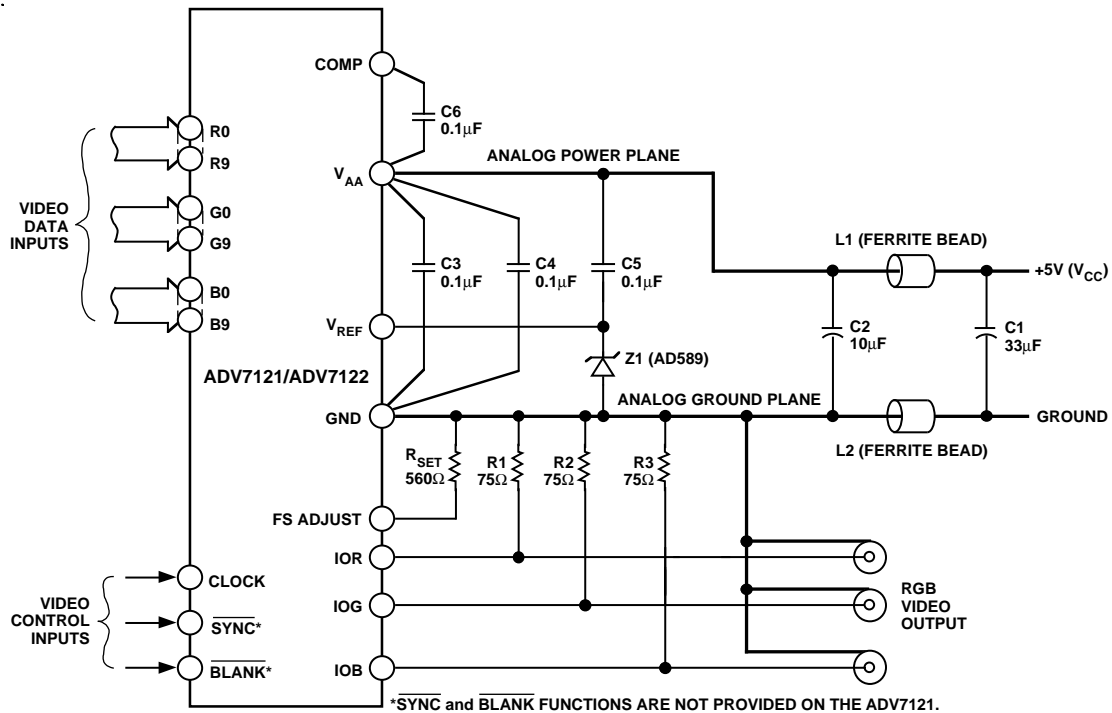 COMP
C6
0.1μF
R0
R9
ANALOG POWER PLANE
V_AA
VIDEO
DATA
INPUTS
G0
G9
L1 (FERRITE BEAD)
C3
0.1μF
C4
0.1μF
C5
0.1μF
+5V (V_CC)
B0
B9
V_REF
C2
10μF
C1
33μF
Z1 (AD589)
ADV7121/ADV7122
ANALOG GROUND PLANE
GND
GROUND
L2 (FERRITE BEAD)
R_SET
560Ω
R1
75Ω
R2
75Ω
R3
75Ω
FS ADJUST
IOR
CLOCK
RGB
VIDEO
OUTPUT
VIDEO
CONTROL
INPUTS
IOG
SYNC*
BLANK*
IOB
*SYNC and BLANK FUNCTIONS ARE NOT PROVIDED ON THE ADV7121.